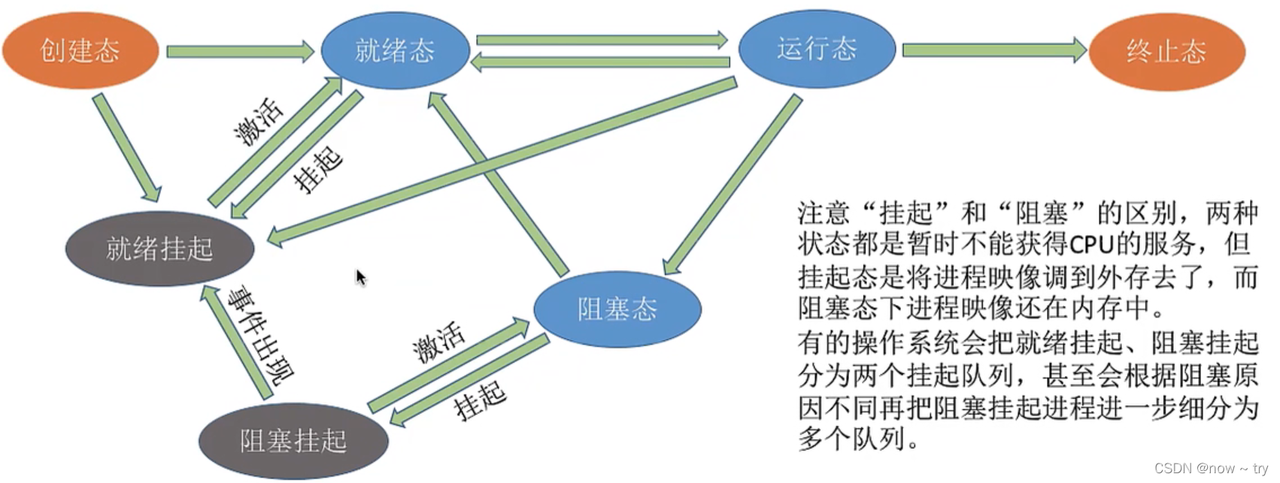 创建态
就绪态
运行态
终止态
激活
挂起
就绪挂起
事件出现
阻塞态
激活
挂起
阻塞挂起
注意“挂起”和“阻塞”的区别，两种
状态都是暂时不能获得CPU的服务，但
挂起态是将进程映像调到外存去了，而
阻塞态下进程映像还在内存中。
有的操作系统会把就绪挂起、阻塞挂起
分为两个挂起队列，甚至会根据阻塞原
因不同再把阻塞挂起进程进一步细分为
多个队列。
CSDN @now ~ try